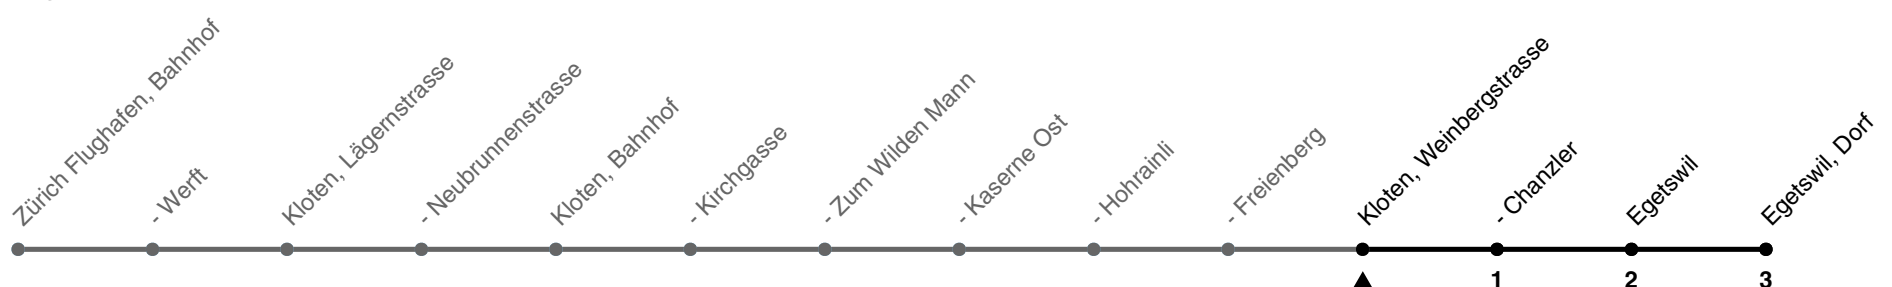 Zürich Flughafen, Bahnhof
- Werft
Kloten, Lägernstrasse
- Neubrunnenstrasse
Kloten, Bahnhof
- Kirchgasse
- Zum Wilden Mann
- Kaserne Ost
- Hohrainli
- Freienberg
Kloten, Weinbergstrasse
- Chanzler
Egetswil
Egetswil, Dorf
1
2
3